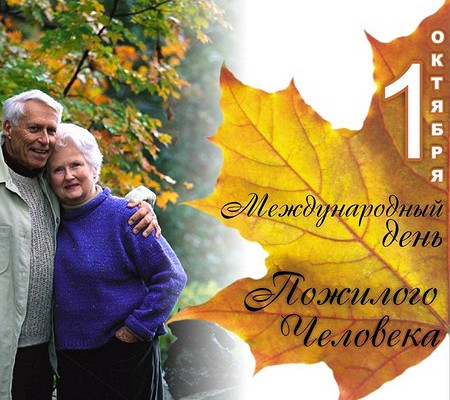 1 ОКТЯБРЯ
Международный
день
Пожилого
Человека